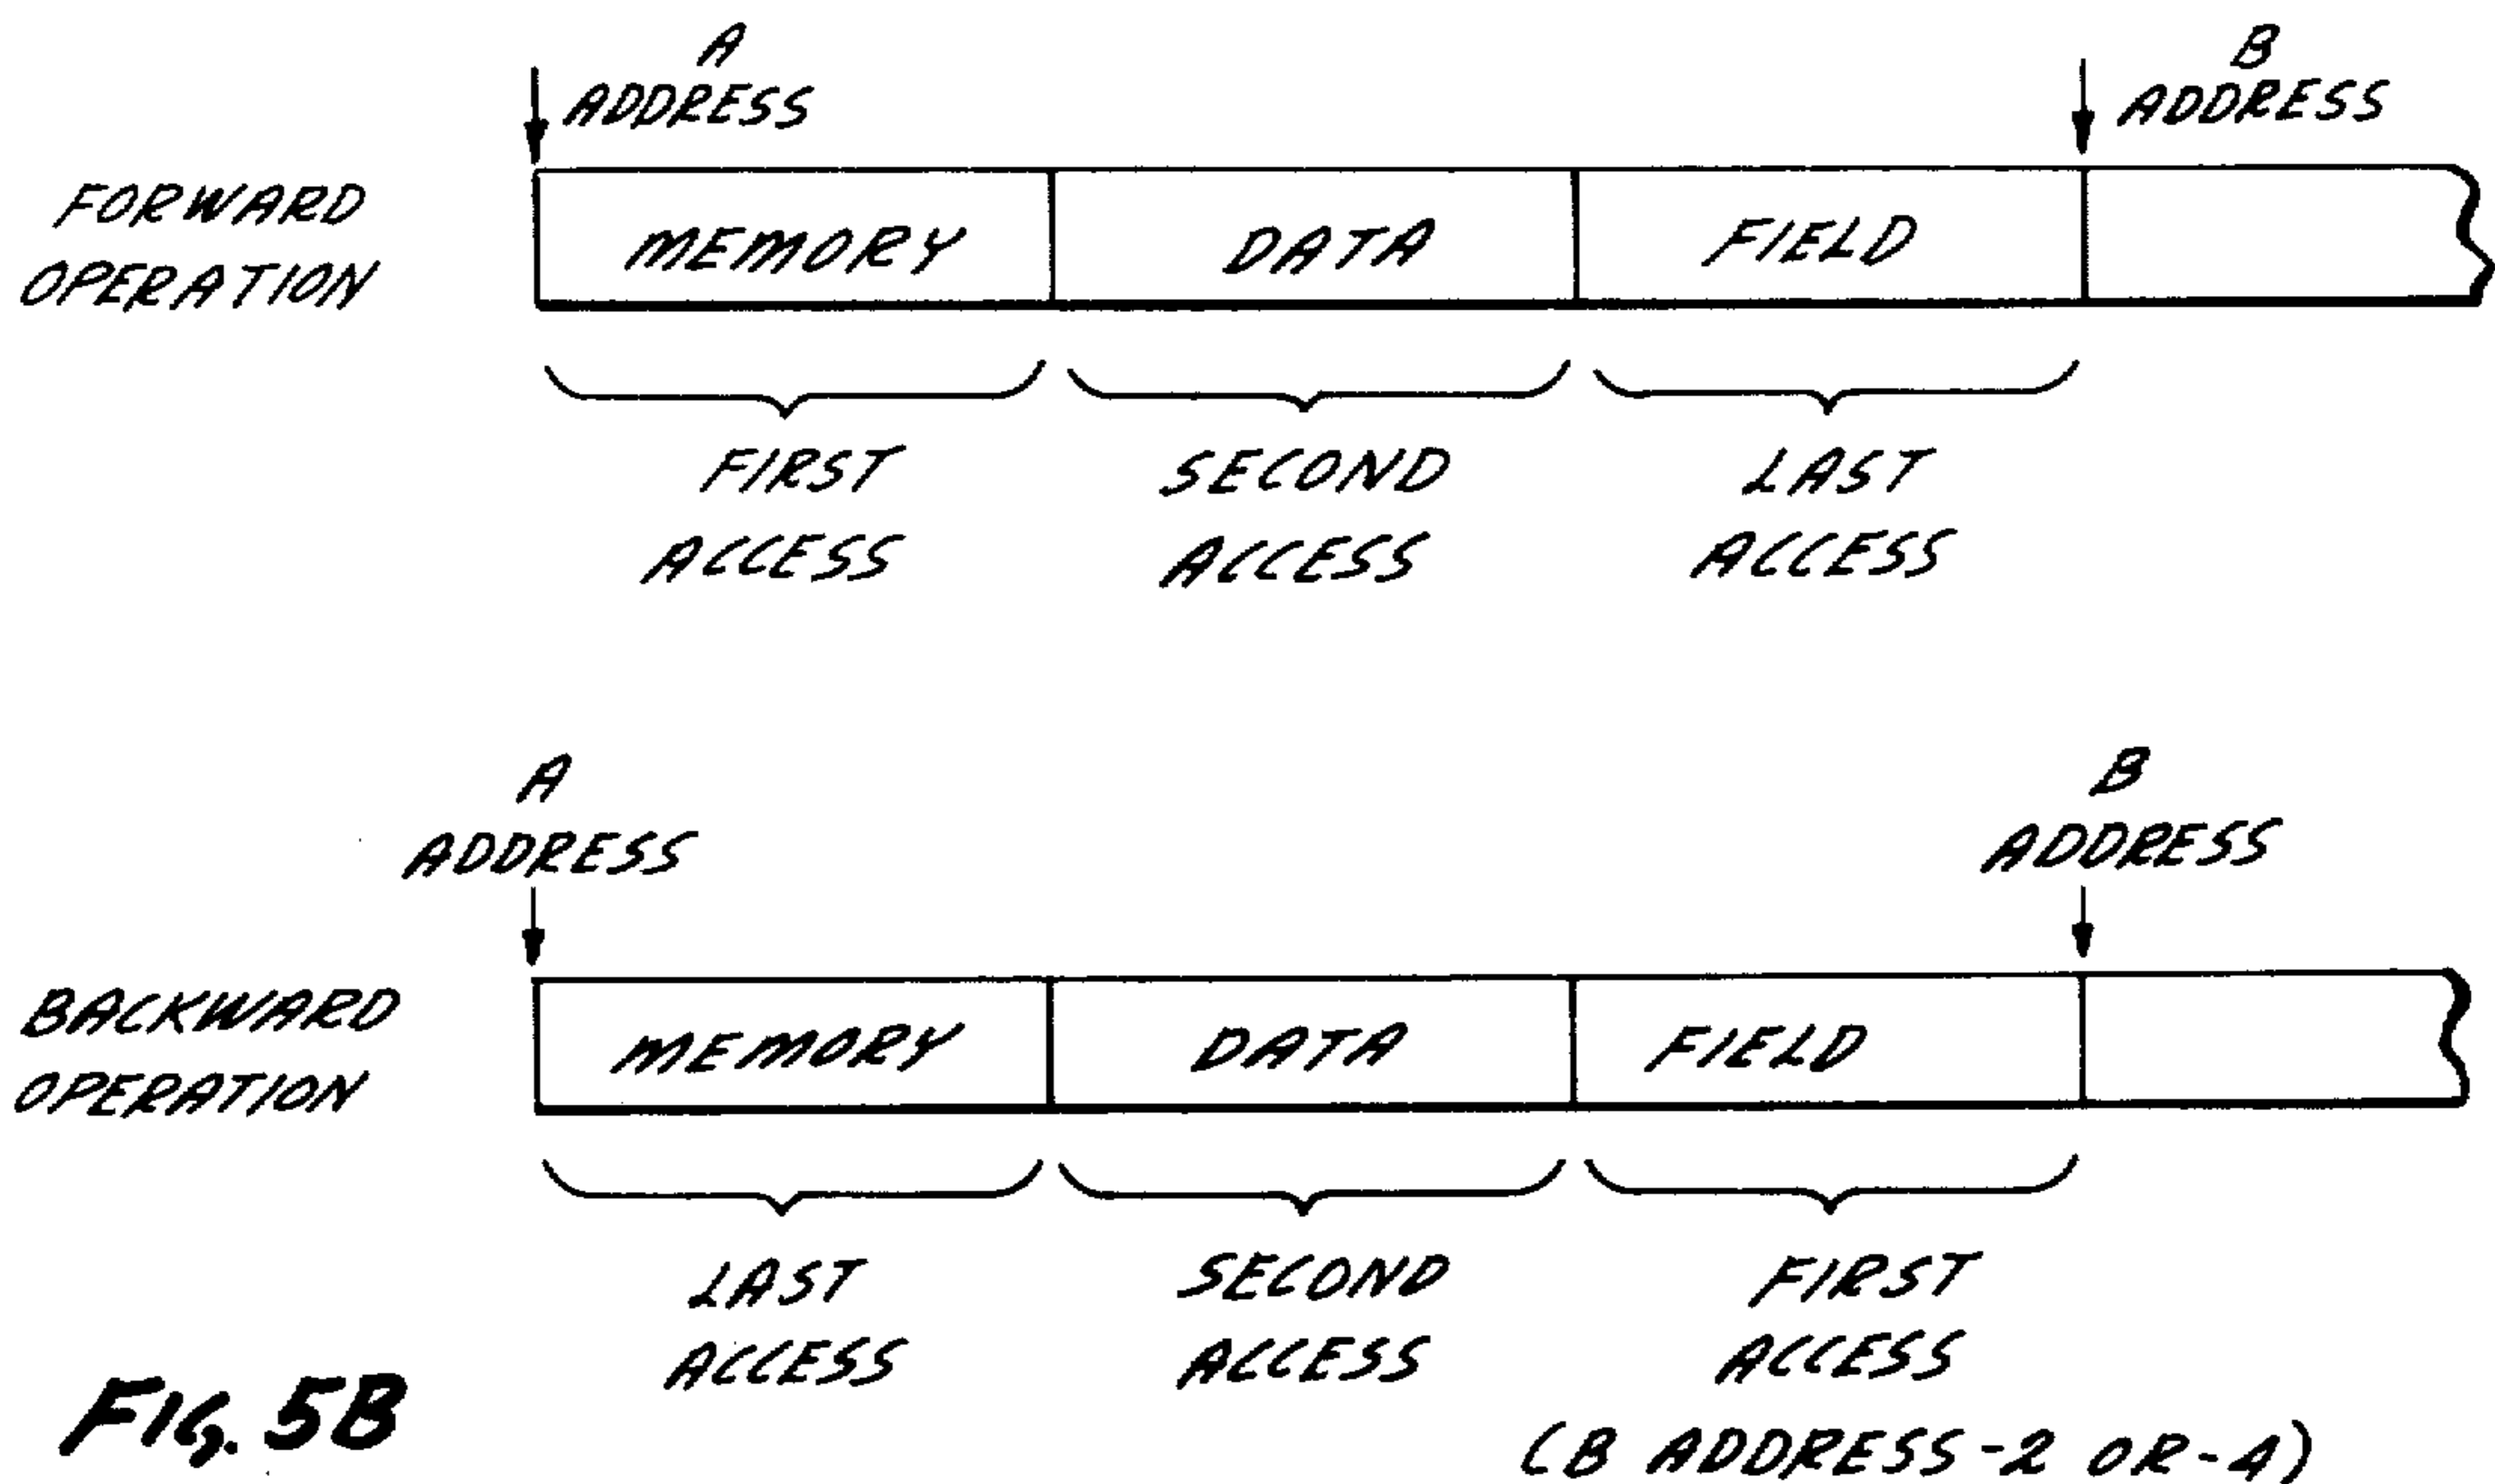 A
ADDRESS
B
ADDRESS
FORWARD
OPERATION
MEMORY
DATA
FIELD
FIRST
ACCESS
SECOND
ACCESS
LAST
ACCESS
A
ADDRESS
B
ADDRESS
BACKWARD
OPERATION
MEMORY
DATA
FIELD
LAST
ACCESS
SECOND
ACCESS
FIRST
ACCESS
(B ADDRESS-2 OR-4)
FIG. 5B